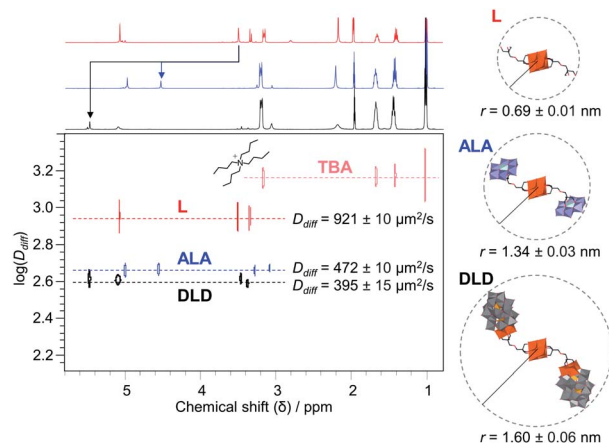 L
r = 0.69 ± 0.01 nm
ALA
r = 1.34 ± 0.03 nm
DLD
r = 1.60 ± 0.06 nm
log(D_diff)
3.2
3.0
2.8
2.6
2.4
2.2
N
+
TBA
L
D_diff = 921 ± 10 μm²/s
ALA
D_diff = 472 ± 10 μm²/s
DLD
D_diff = 395 ± 15 μm²/s
5 4 3 2 1
Chemical shift (δ) / ppm